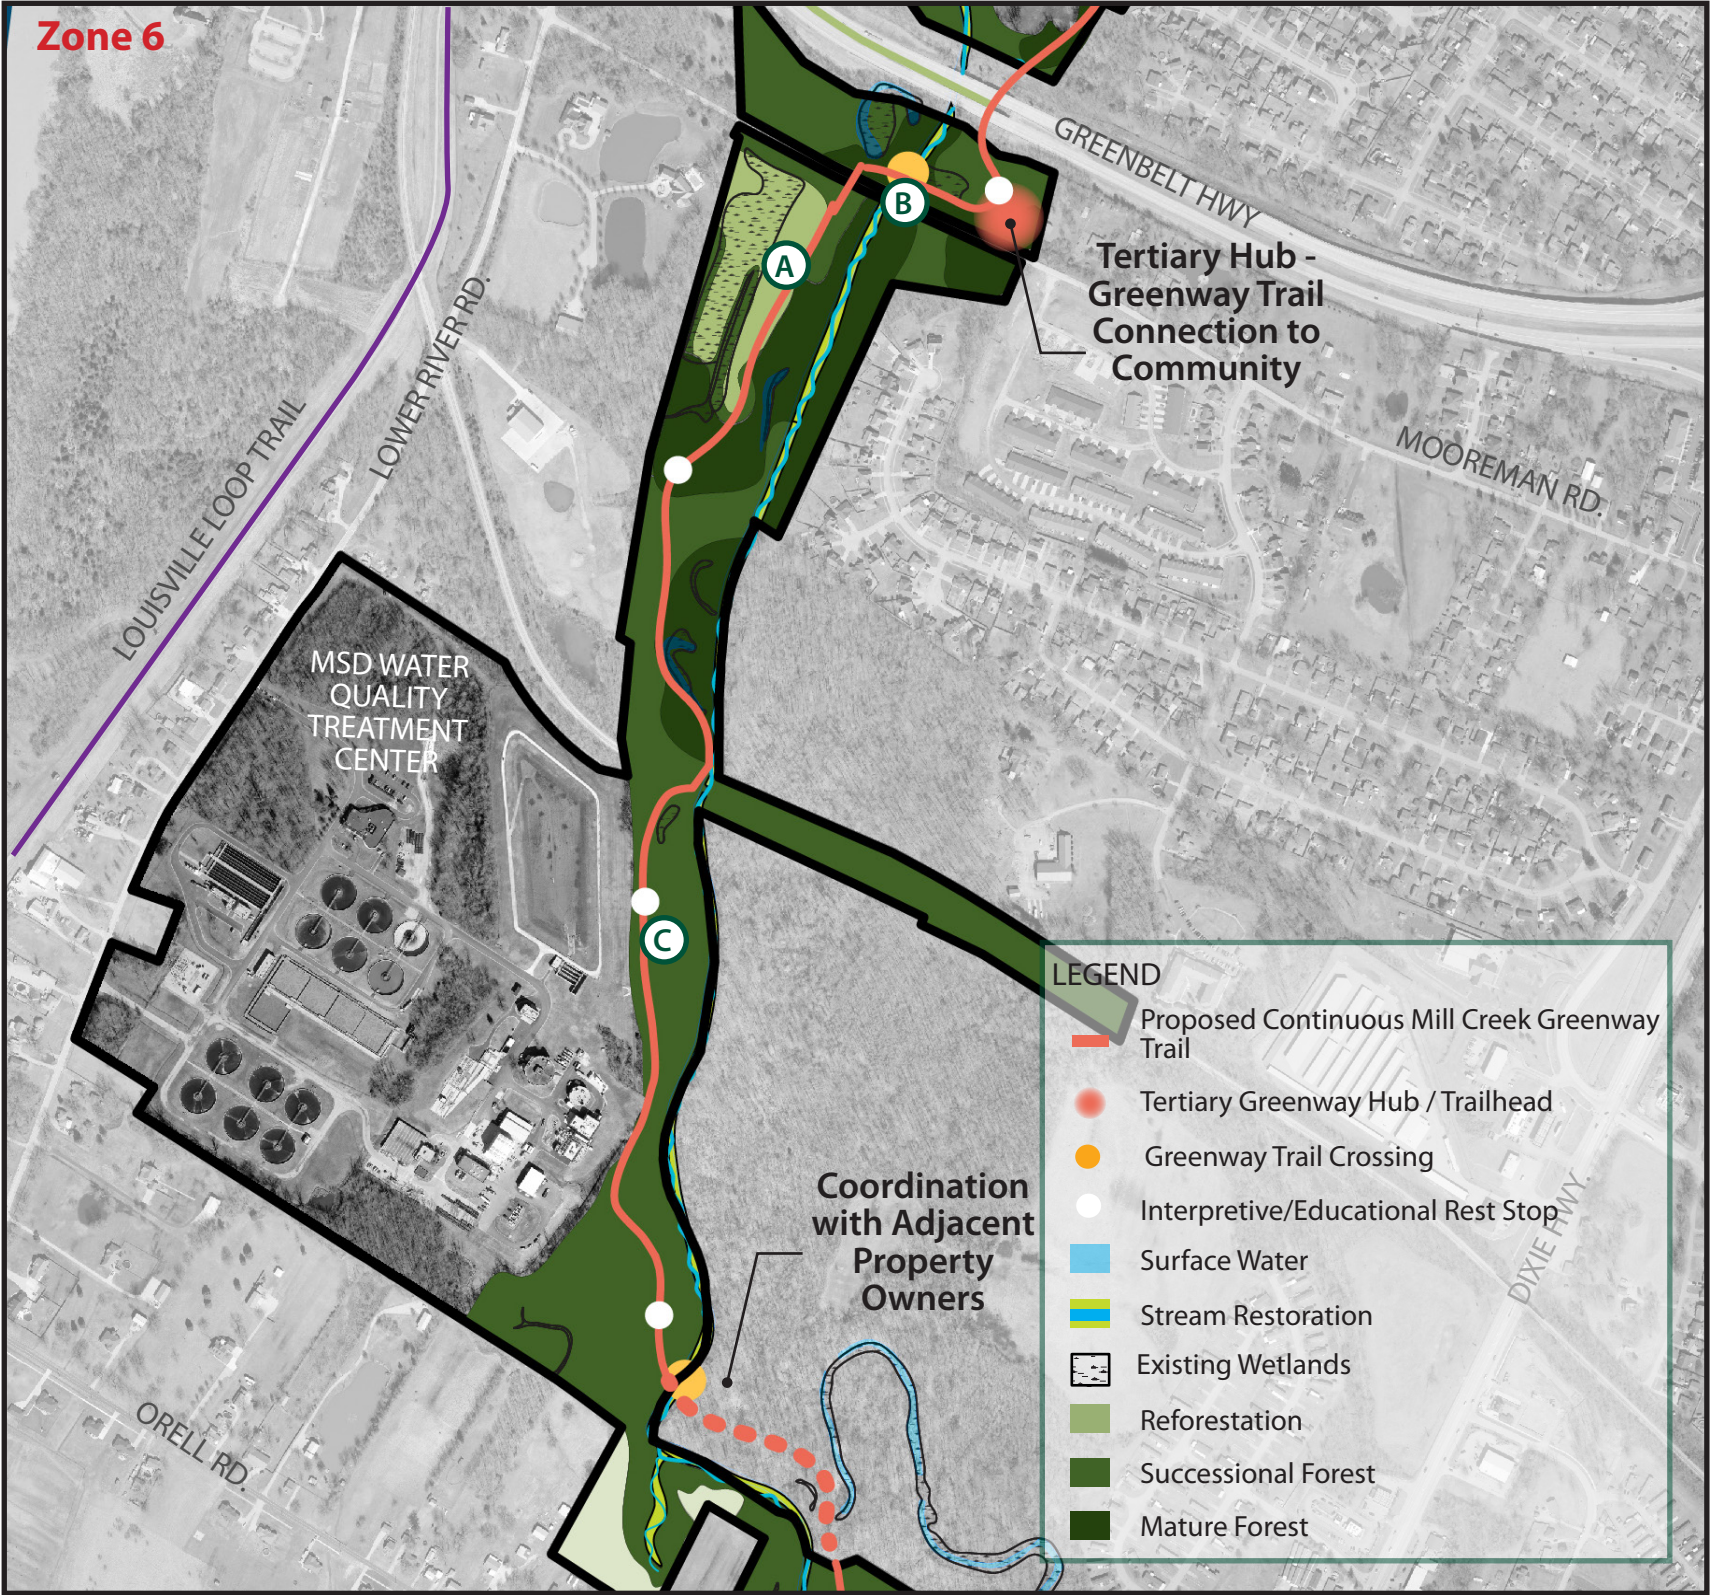 Zone 6
GREENBELT HWY
B
A
Tertiary Hub -
Greenway Trail
Connection to
Community
LOWER RIVER RD.
LOUISVILLE LOOP TRAIL
MOOREMAN RD.
MSD WATER
QUALITY
TREATMENT
CENTER
C
LEGEND
Proposed Continuous Mill Creek Greenway
Trail
Tertiary Greenway Hub / Trailhead
Greenway Trail Crossing
Interpretive/Educational Rest Stop
Surface Water
Stream Restoration
Existing Wetlands
Reforestation
Successional Forest
Mature Forest
Coordination
with Adjacent
Property
Owners
DIXIE HWY.
ORELL RD.